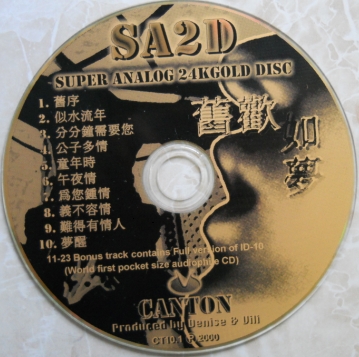 SA2D
SUPER ANALOG 24KGOLD DISC
舊歡
如夢
1. 舊序
2. 似水流年
3. 分分鐘需要您
4. 公子多情
5. 童年時
6. 午夜情
7. 爲您鍾情
8. 義不容情
9. 難得有情人
10. 夢醒
11-23 Bonus track contains Full version of ID-16
(World first pocket size audiophile CD)
CANTON
Produced by Denise & Uill
℗ 2000